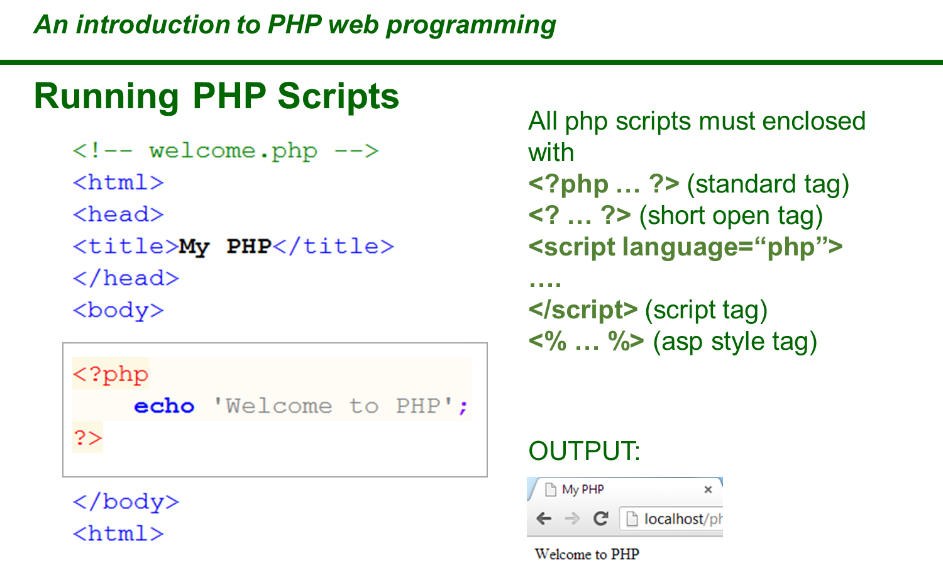 An introduction to PHP web programming
Running PHP Scripts
<!-- welcome.php -->
<html>
<head>
<title>My PHP</title>
</head>
<body>
<?php
echo 'Welcome to PHP';
?>
</body>
<html>
All php scripts must enclosed
with
<?php … ?> (standard tag)
<? … ?> (short open tag)
<script language=“php”>
….
</script> (script tag)
<% … %> (asp style tag)
OUTPUT:
My PHP ×
localhost/ph
Welcome to PHP